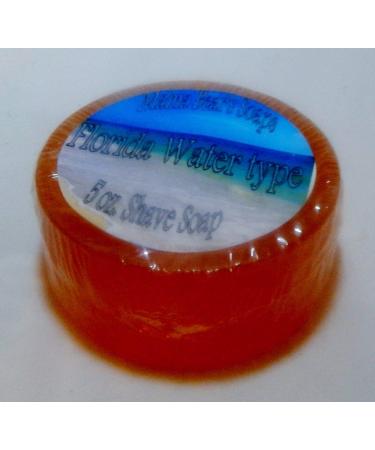 Mama Bear's Soaps
Florida Water type
5 oz Shave Soap